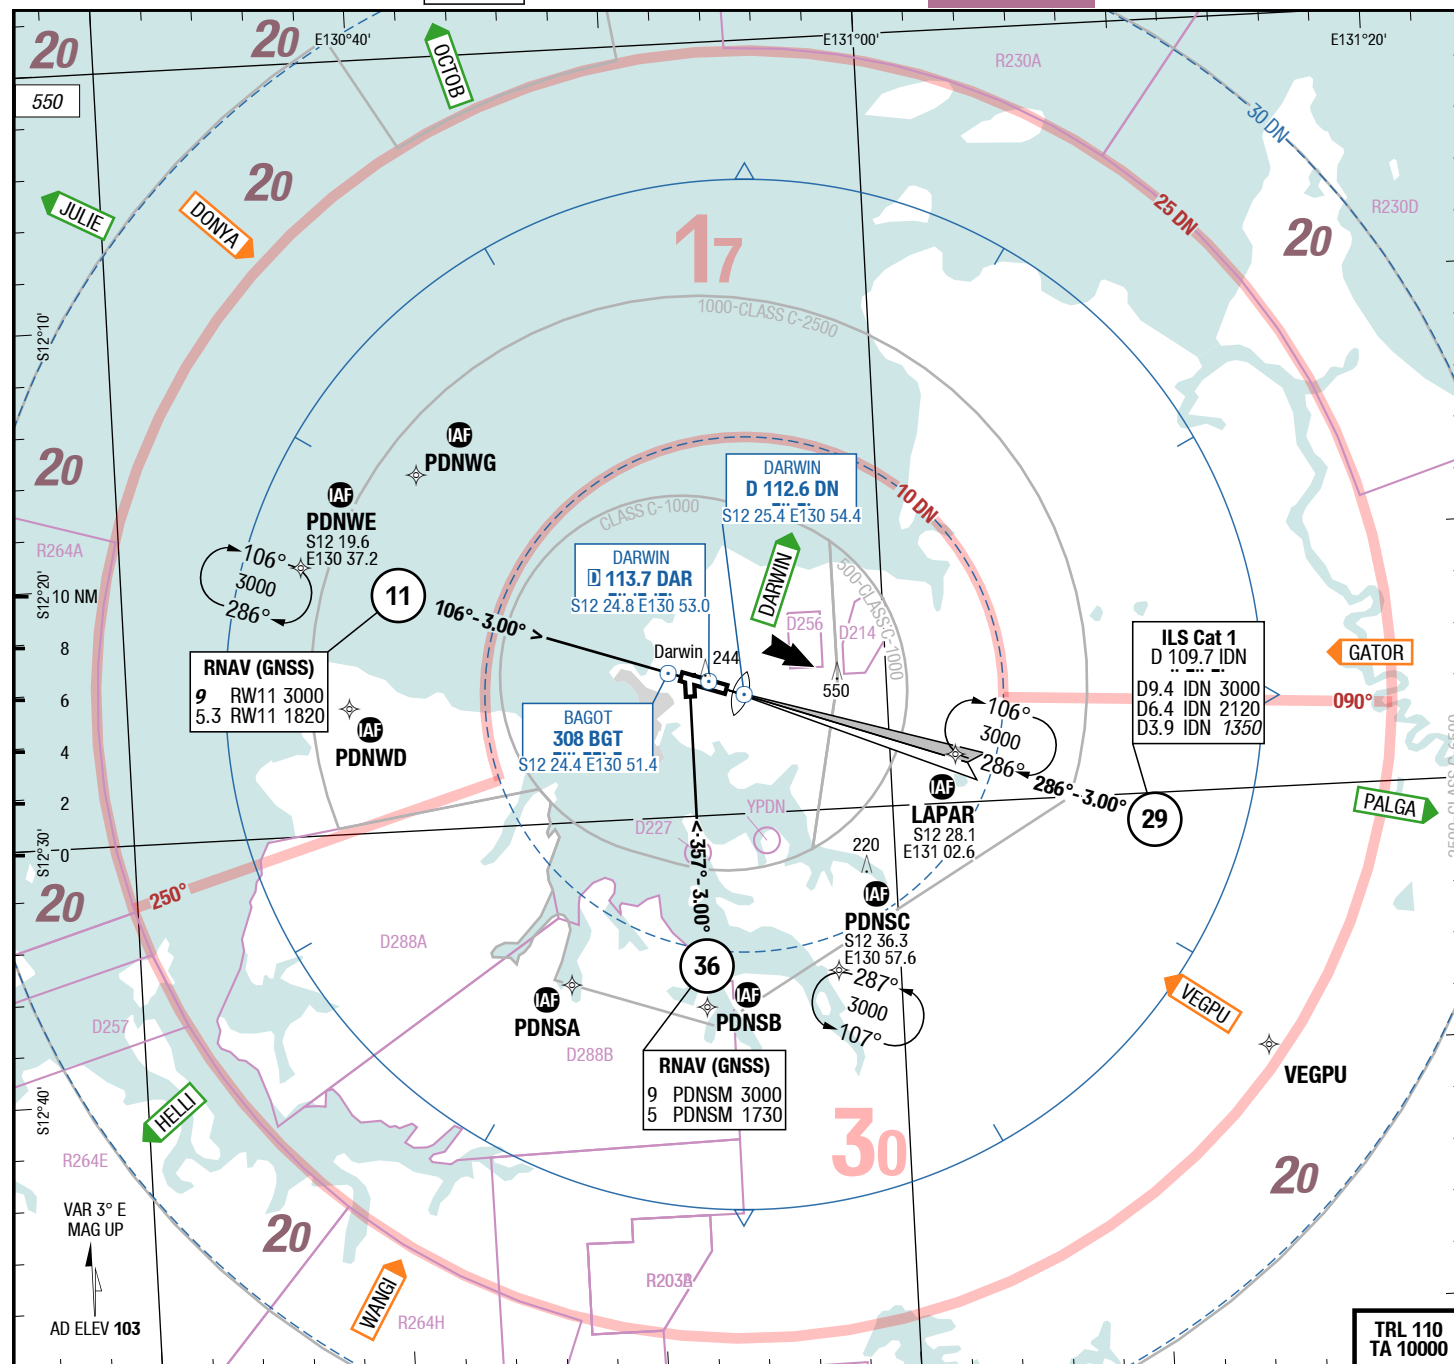 20
20
E130°40'
E131°00'
E131°20'
OCTOB
R230A
550
30 DN
20
JULIE
DONYA
25 DN
R230D
20
17
S12°10'
1000-CLASS C-2500
IAF
PDNWG
20
DARWIN
D 112.6 DN
S12 25.4 E130 54.4
10 DN
IAF
PDNWE
S12 19.6
E130 37.2
CLASS C-1000
R264A
106°
3000
286°
DARWIN
D 113.7 DAR
S12 24.8 E130 53.0
DARWIN
500-CLASS C-1000
S12°20'
10 NM
11
106°-3.00° >
D256
D214
Darwin
244
550
RNAV (GNSS)
9 RW11 3000
5.3 RW11 1820
ILS Cat 1
D 109.7 IDN
D9.4 IDN 3000
D6.4 IDN 2120
D3.9 IDN 1350
GATOR
090°
8
6
4
2
0
IAF
PDNWD
BAGOT
308 BGT
S12 24.4 E130 51.4
106°
3000
286°
286°-3.00°
29
IAF
LAPAR
S12 28.1
E131 02.6
PALGA
2500-CLASS C-6500
YPDN
D227
<-357°-3.00°
S12°30'
220
20
250°
IAF
PDNSC
S12 36.3
E130 57.6
D288A
36
287°
3000
107°
IAF
PDNSA
IAF
PDNSB
VEGPU
VEGPU
D257
D288B
RNAV (GNSS)
9 PDNSM 3000
5 PDNSM 1730
S12°40'
HELLI
30
R264E
20
VAR 3° E
MAG UP
20
R203B
WANGI
R264H
AD ELEV 103
TRL 110
TA 10000